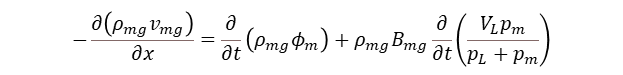 −∂(ρ_mg v_mg)/∂x = ∂/∂t (ρ_mg ϕ_m) + ρ_mg B_mg ∂/∂t (V_L p_m / (p_L + p_m))